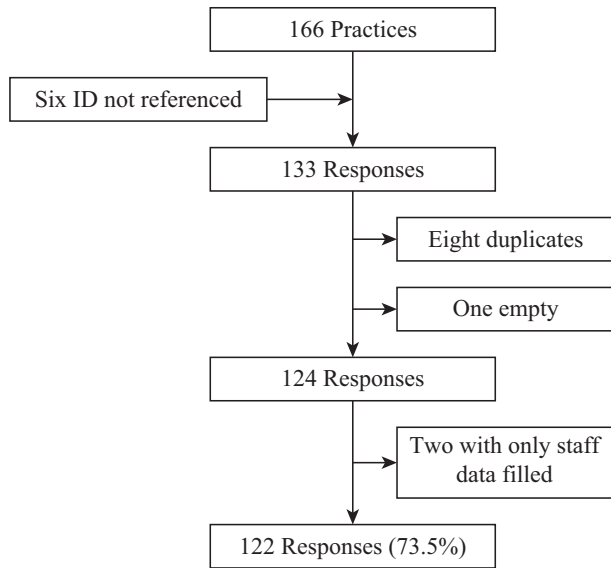 166 Practices
Six ID not referenced
133 Responses
Eight duplicates
One empty
124 Responses
Two with only staff
data filled
122 Responses (73.5%)